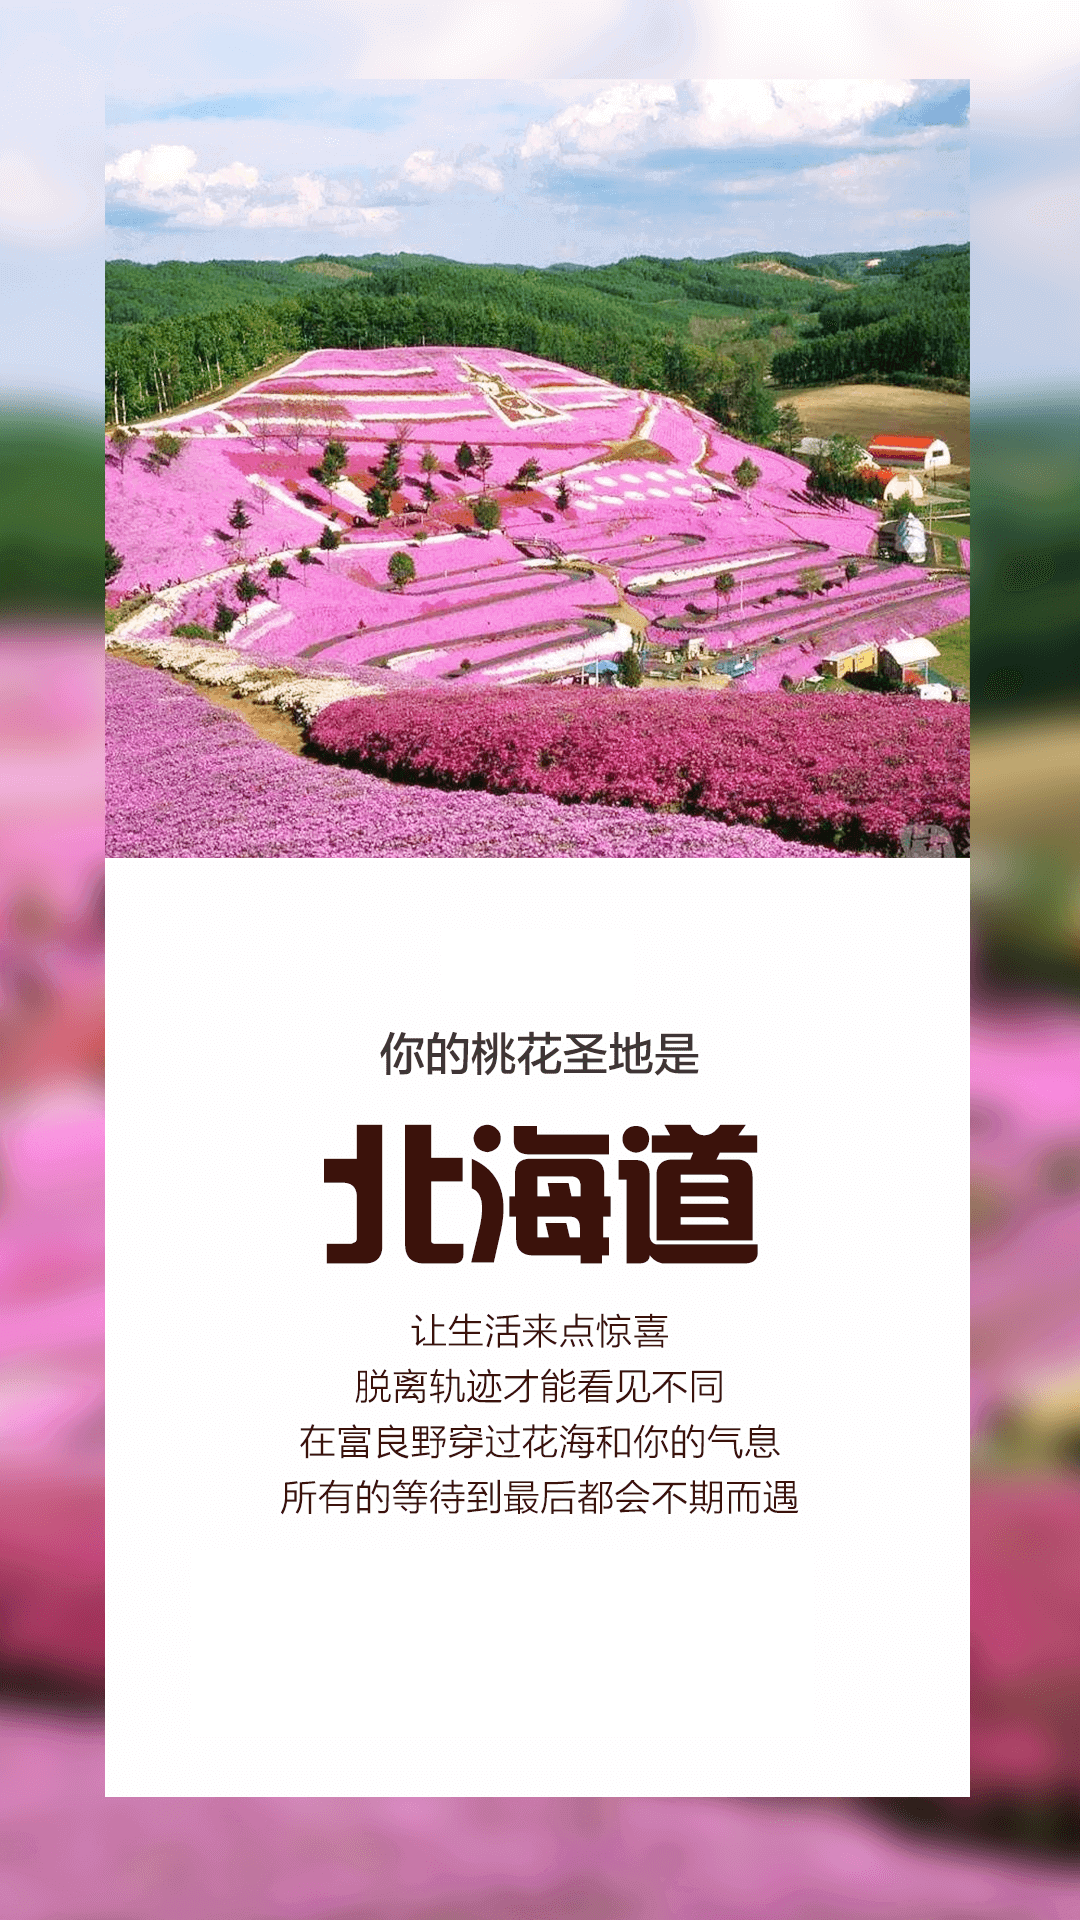 你的桃花圣地是
北海道
让生活来点惊喜
脱离轨迹才能看见不同
在富良野穿过花海和你的气息
所有的等待到最后都会不期而遇